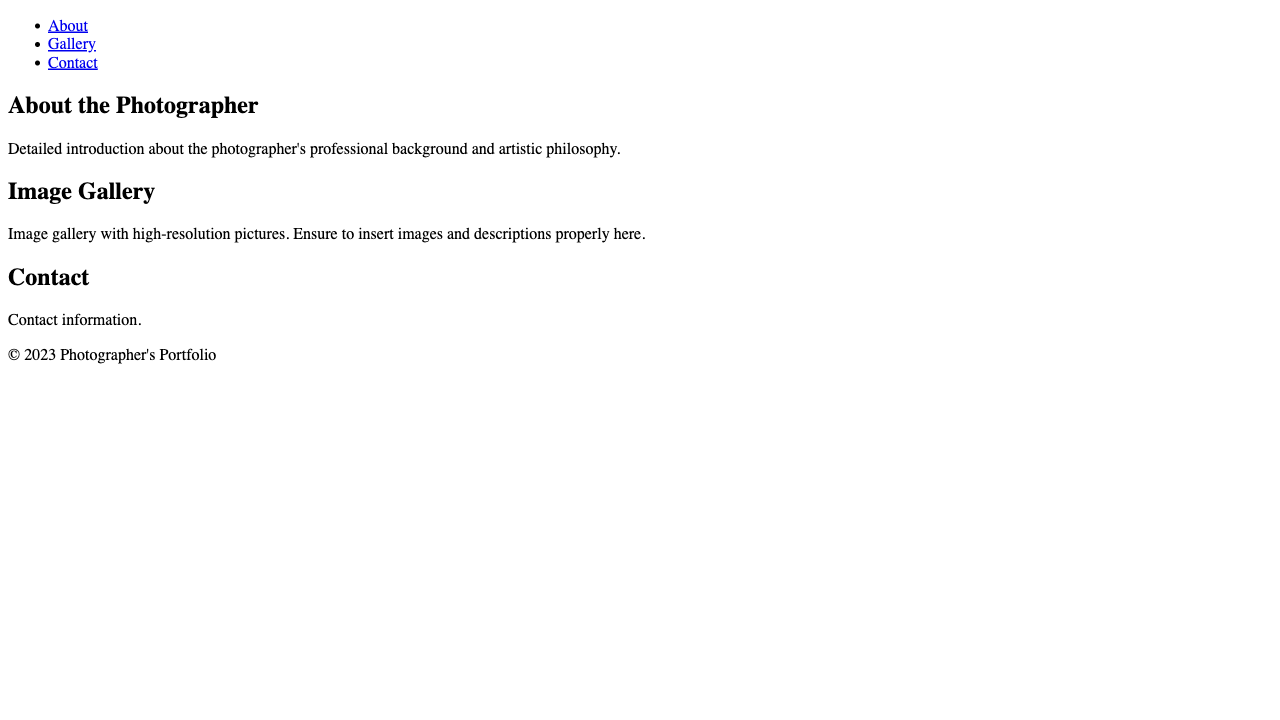 About
Gallery
Contact
About the Photographer
Detailed introduction about the photographer's professional background and artistic philosophy.
Image Gallery
Image gallery with high-resolution pictures. Ensure to insert images and descriptions properly here.
Contact
Contact information.
© 2023 Photographer's Portfolio